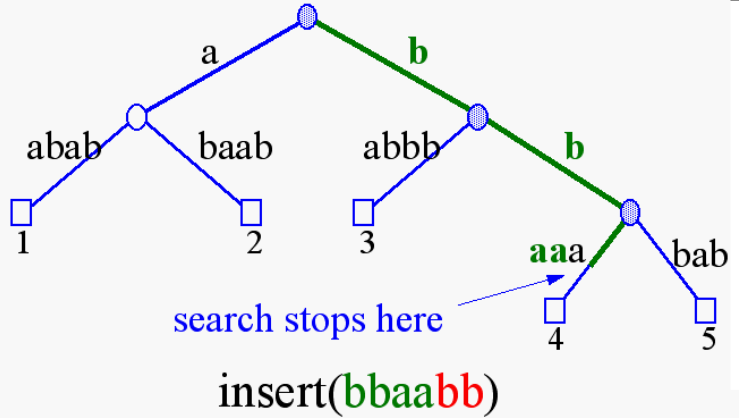 a b
abab baab abbb b
1 2 3 aaa bab
search stops here 4 5
insert(bbaabb)